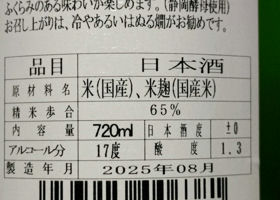 ふくらみのある味わいが楽しめます。(静岡酵母使用)
お召し上がりは、冷やあるいはぬる燗がお勧めです。
品目 日本酒
原材料名 米(国産)、米麹(国産米)
精米歩合 65%
内容量 720ml 日本酒度 ±0
アルコール分 17度 酸度 1.3
製造年月 2025年08月